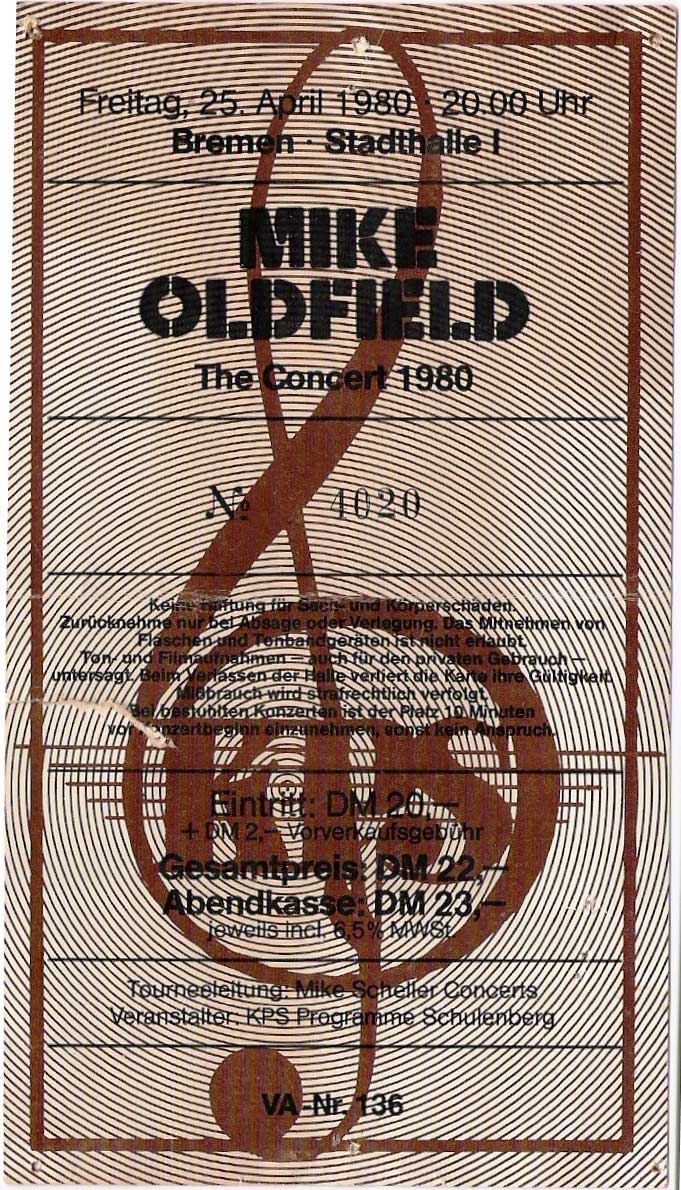 Freitag, 25. April 1980 · 20.00 Uhr
Bremen · Stadthalle I
MIKE
OLDFIELD
The Concert 1980
Nº 4020
Keine Haftung für Sach- und Körperschäden.
Zurücknahme nur bei Absage oder Verlegung. Das Mitnehmen von
Flaschen und Tonbandgeräten ist nicht erlaubt.
Ton- und Filmaufnahmen – auch für den privaten Gebrauch –
untersagt. Beim Verlassen der Halle verliert die Karte ihre Gültigkeit.
Mißbrauch wird strafrechtlich verfolgt.
Bei bestuhlten Konzerten ist der Platz 10 Minuten
vor Konzertbeginn einzunehmen, sonst kein Anspruch.
KPS
Eintritt: DM 20,–
+ DM 2,– Vorverkaufsgebühr
Gesamtpreis: DM 22,–
Abendkasse: DM 23,–
jeweils incl. 6,5% MWSt.
Tourneeleitung: Mike Scheller Concerts
Veranstalter: KPS Programme Schulenberg
VA-Nr. 136